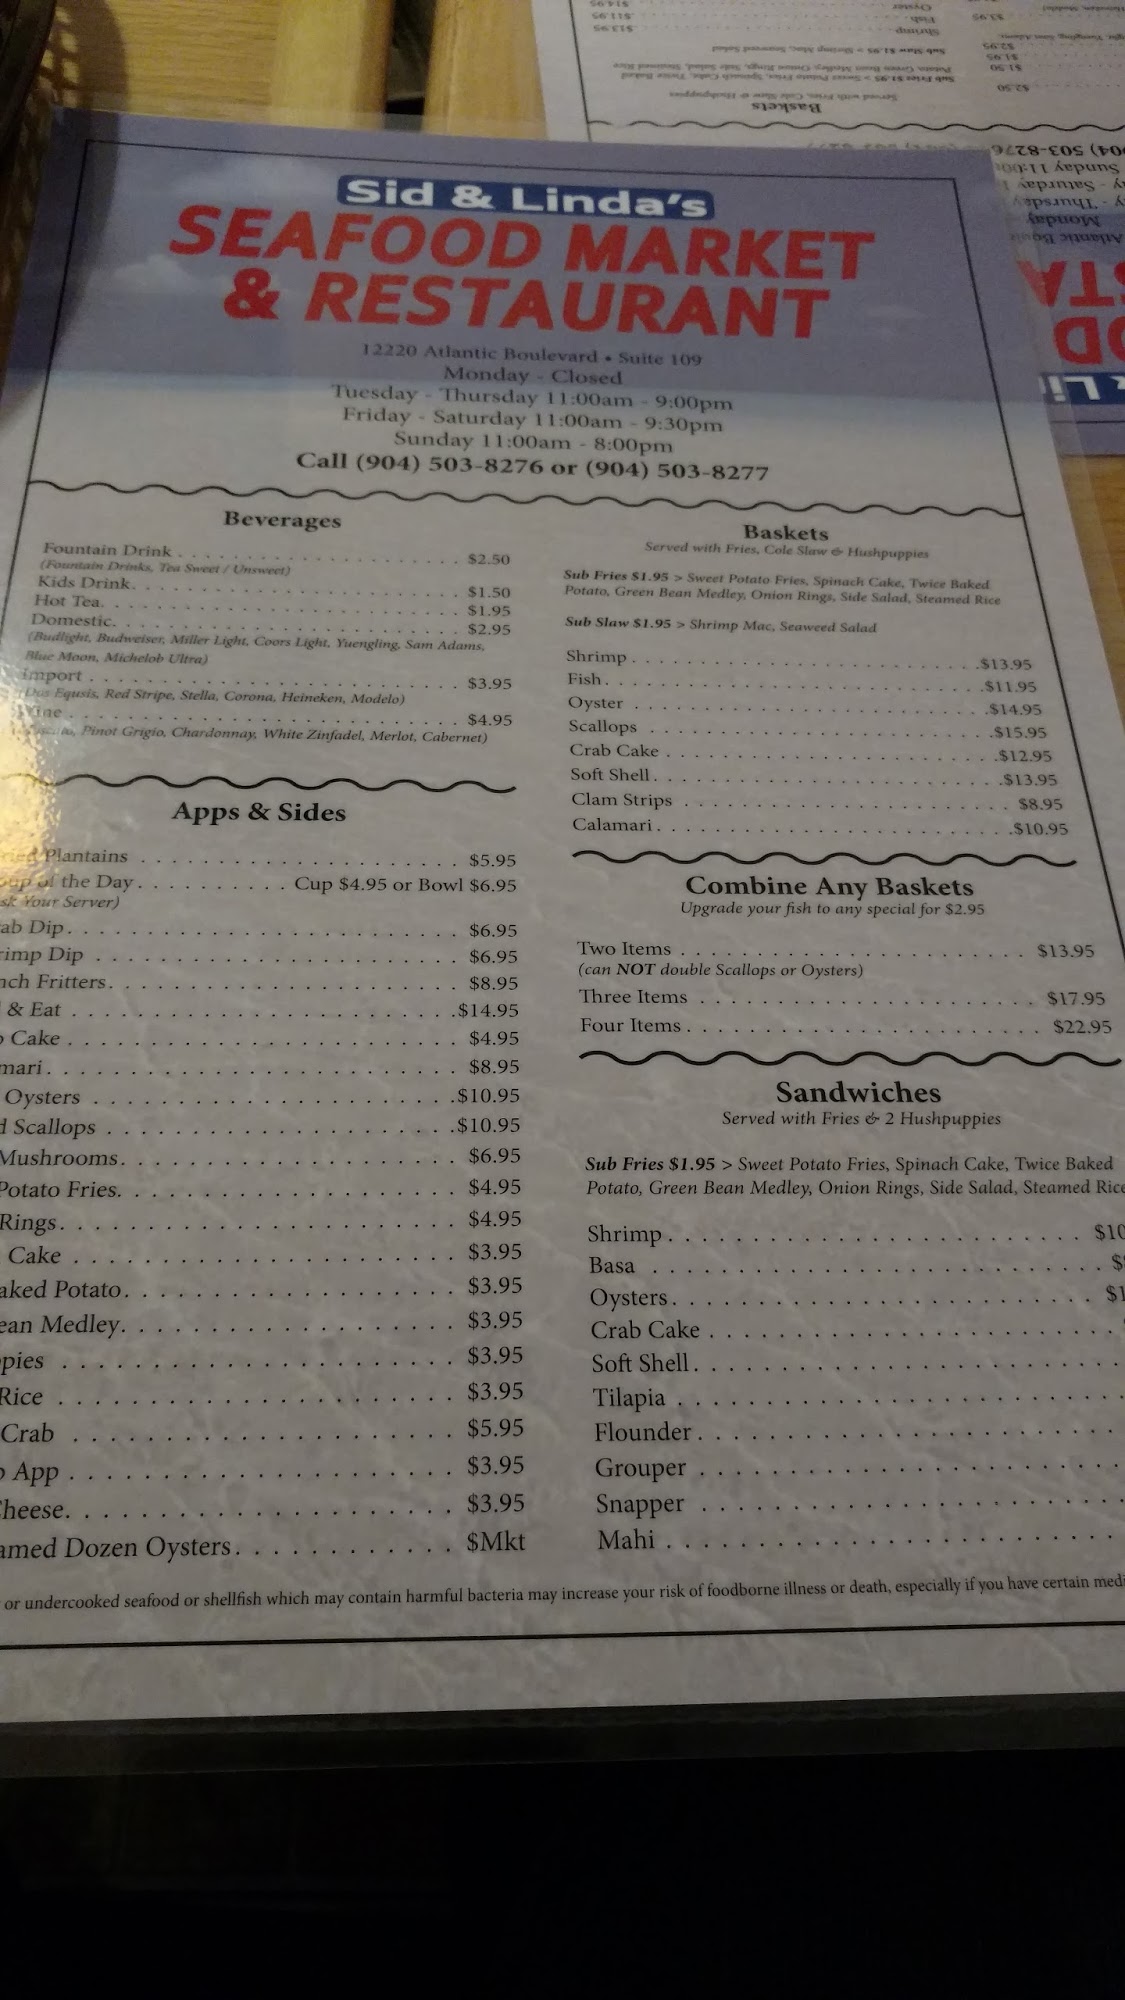 Sid & Linda's
SEAFOOD MARKET
& RESTAURANT
12220 Atlantic Boulevard • Suite 109
Monday - Closed
Tuesday - Thursday 11:00am - 9:00pm
Friday - Saturday 11:00am - 9:30pm
Sunday 11:00am - 8:00pm
Call (904) 503-8276 or (904) 503-8277
Beverages
Fountain Drink . . . $2.50
(Fountain Drinks, Tea Sweet / Unsweet)
Kids Drink. . . . $1.50
Hot Tea. . . . $1.95
Domestic. . . . $2.95
(Budlight, Budweiser, Miller Light, Coors Light, Yuengling, Sam Adams,
Blue Moon, Michelob Ultra)
Import . . . $3.95
(Dos Equsis, Red Stripe, Stella, Corona, Heineken, Modelo)
Wine . . . $4.95
Pinot Grigio, Chardonnay, White Zinfadel, Merlot, Cabernet)
Apps & Sides
Plantains . . . $5.95
of the Day . . . Cup $4.95 or Bowl $6.95
Your Server)
Dip. . . . $6.95
Dip . . . $6.95
Fritters. . . . $8.95
& Eat . . . $14.95
Cake . . . $4.95
mari. . . . $8.95
Oysters . . . $10.95
Scallops . . . $10.95
Mushrooms. . . . $6.95
Potato Fries. . . . $4.95
Rings. . . . $4.95
Cake . . . $3.95
aked Potato. . . . $3.95
ean Medley. . . . $3.95
pies . . . $3.95
Rice . . . $3.95
Crab . . . $5.95
App . . . $3.95
Cheese. . . . $3.95
amed Dozen Oysters. . . . $Mkt
Baskets
Served with Fries, Cole Slaw & Hushpuppies
Sub Fries $1.95 > Sweet Potato Fries, Spinach Cake, Twice Baked
Potato, Green Bean Medley, Onion Rings, Side Salad, Steamed Rice
Sub Slaw $1.95 > Shrimp Mac, Seaweed Salad
Shrimp . . . $13.95
Fish. . . . $11.95
Oyster . . . $14.95
Scallops . . . $15.95
Crab Cake . . . $12.95
Soft Shell. . . . $13.95
Clam Strips . . . $8.95
Calamari. . . . $10.95
Combine Any Baskets
Upgrade your fish to any special for $2.95
Two Items . . . $13.95
(can NOT double Scallops or Oysters)
Three Items . . . $17.95
Four Items. . . . $22.95
Sandwiches
Served with Fries & 2 Hushpuppies
Sub Fries $1.95 > Sweet Potato Fries, Spinach Cake, Twice Baked
Potato, Green Bean Medley, Onion Rings, Side Salad, Steamed Rice
Shrimp. . . . $10
Basa . . . $
Oysters. . . . $1
Crab Cake . . .
Soft Shell. . . .
Tilapia . . .
Flounder. . . .
Grouper . . .
Snapper . . .
Mahi . . .
or undercooked seafood or shellfish which may contain harmful bacteria may increase your risk of foodborne illness or death, especially if you have certain medi